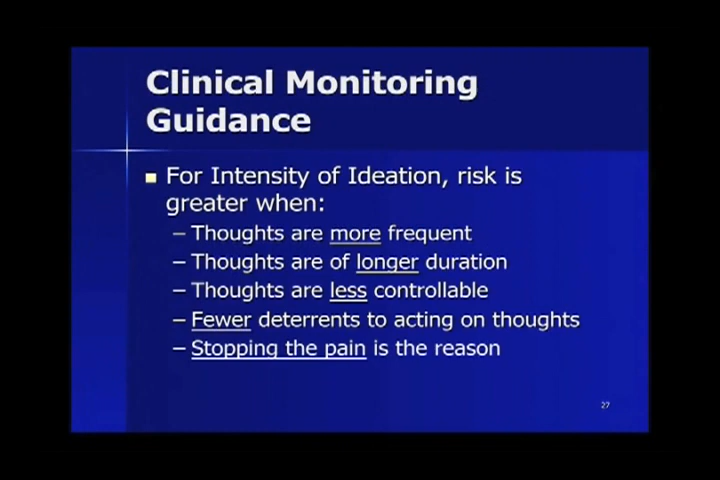 Clinical Monitoring
Guidance
For Intensity of Ideation, risk is
greater when:
– Thoughts are more frequent
– Thoughts are of longer duration
– Thoughts are less controllable
– Fewer deterrents to acting on thoughts
– Stopping the pain is the reason
27